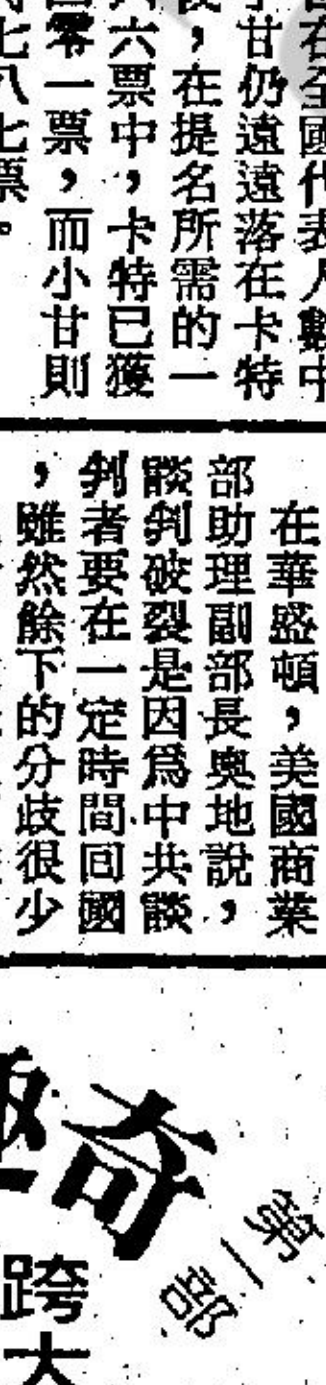 在全國代表人數中
甘仍遠遠落在卡特
，在提名所需的一
六六票中，卡特已獲
零一票，而小甘則
七八七票。
在華盛頓，美國商業
部助理副部長奧地說，
談判破裂是因爲中共談
判者要在一定時間回國
，雖然餘下的分歧很少
奇
第一部
跨大